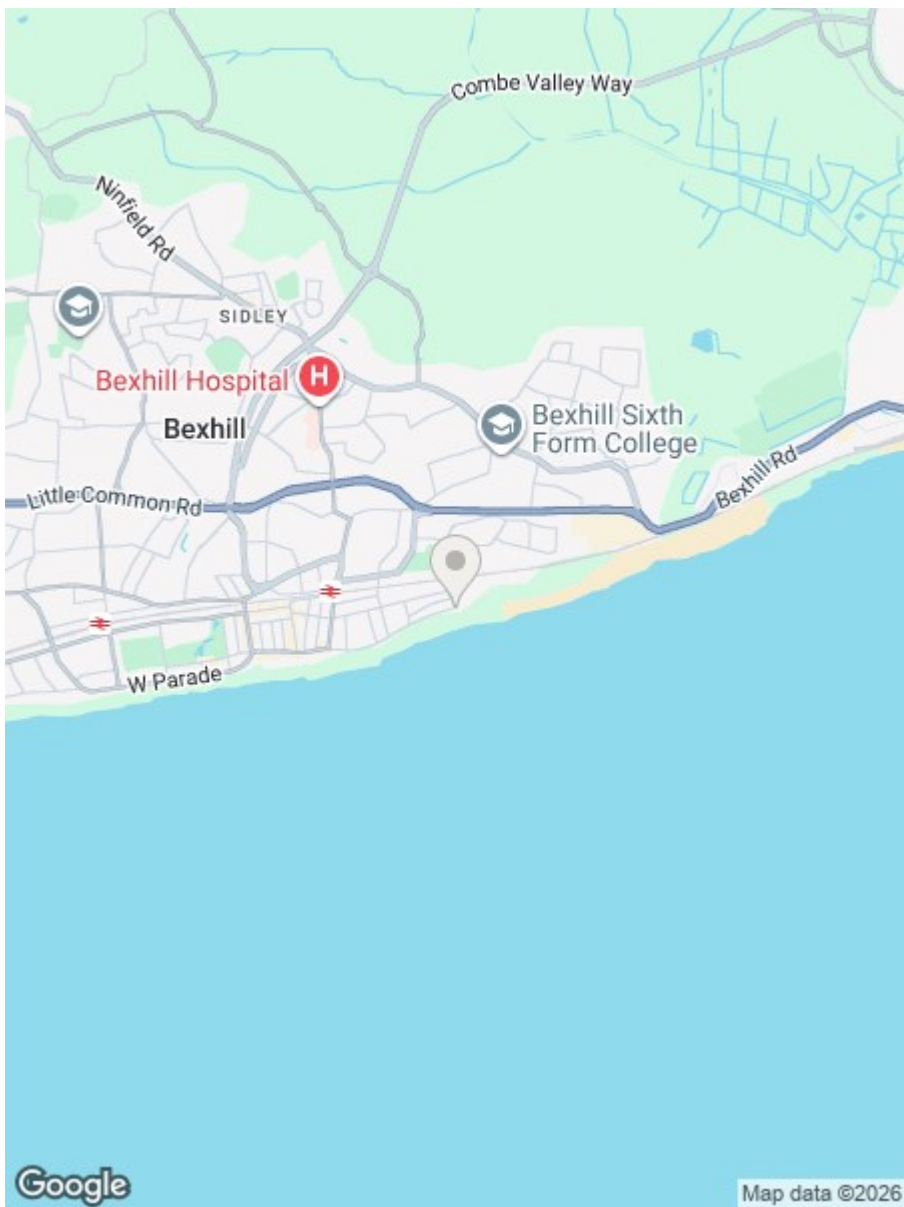 Combe Valley Way
Ninfield Rd
SIDLEY
Bexhill Hospital
H
Bexhill
Bexhill Sixth
Form College
Bexhill Rd
Little Common Rd
W Parade
Google
Map data ©2026